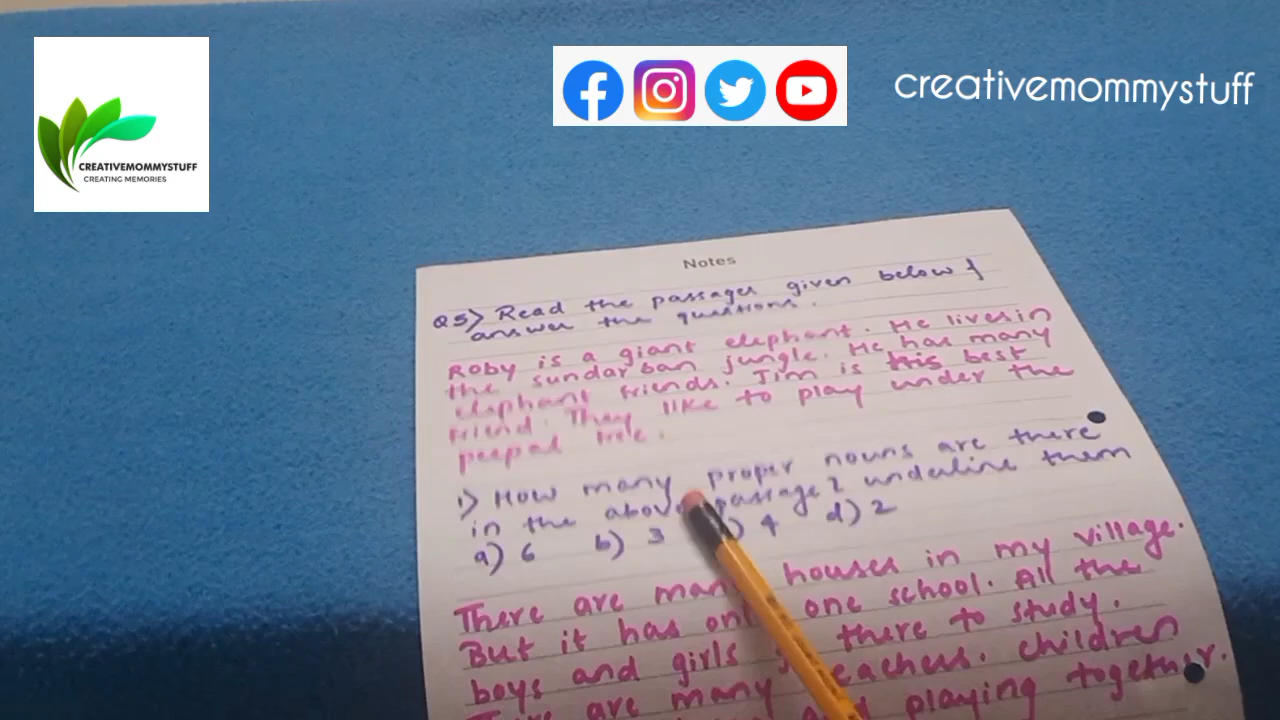 CREATIVEMOMMYSTUFF
CREATING MEMORIES
creativemommystuff
Notes
Q5) Read the passages given below &
answer the questions.
Roby is a giant elephant. He lives in
the sundarban jungle. He has many
elephant friends. Jim is his best
friend. They like to play under the
peepal tree.
1) How many proper nouns are there
in the above passage? underline them
a) 6 b) 3 c) 4 d) 2
There are many houses in my village.
But it has only one school. All the
boys and girls there to study.
There are many teachers. children
playing together.